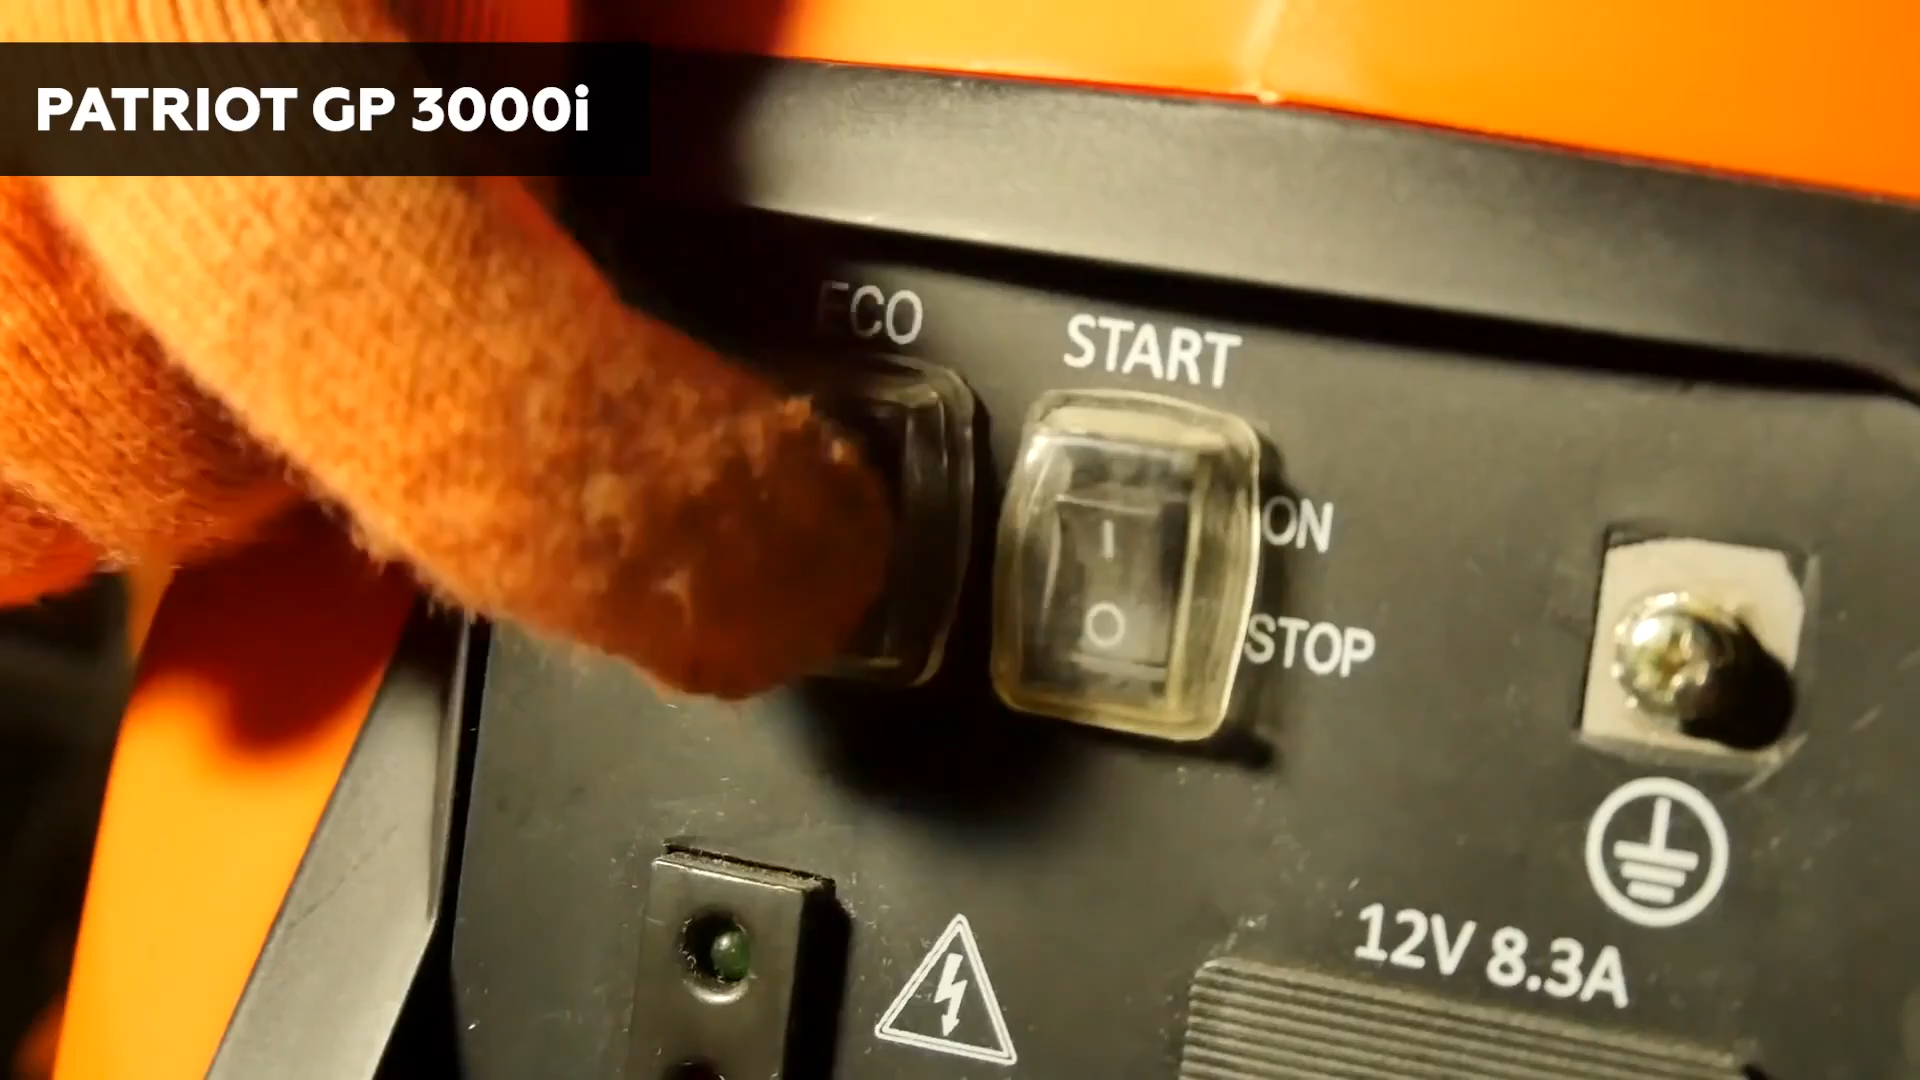 PATRIOT GP 3000i
ECO
START
ON
I
O
STOP
12V 8.3A